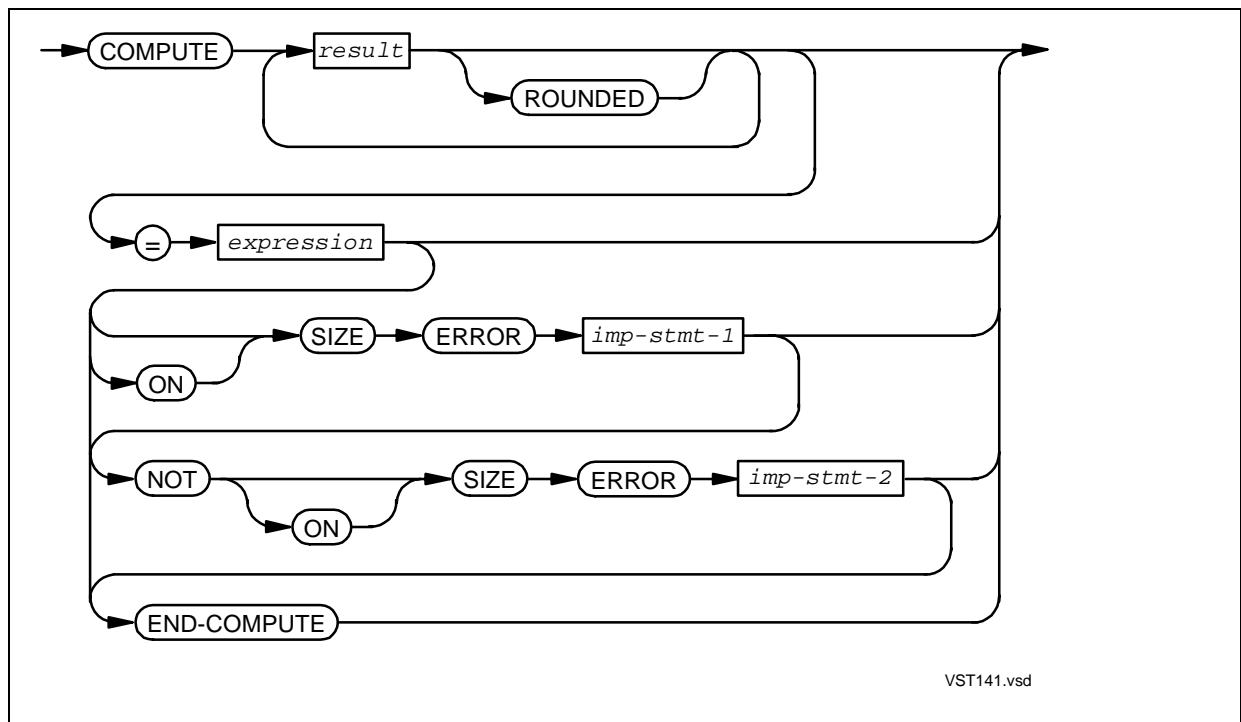 COMPUTE result
ROUNDED
= expression
SIZE ERROR imp-stmt-1
ON
NOT SIZE ERROR imp-stmt-2
ON
END-COMPUTE
VST141.vsd